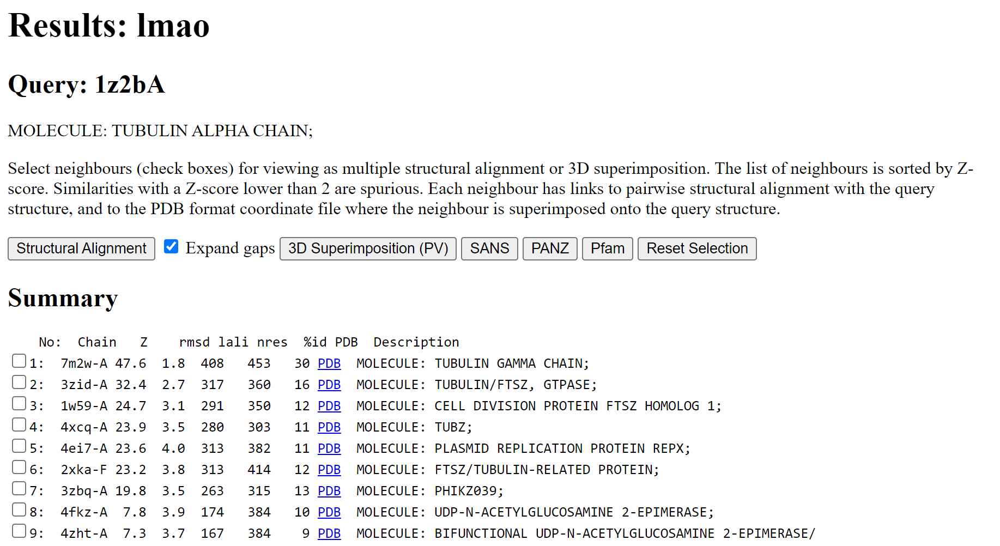 Results: lmao
Query: 1z2bA
MOLECULE: TUBULIN ALPHA CHAIN;
Select neighbours (check boxes) for viewing as multiple structural alignment or 3D superimposition. The list of neighbours is sorted by Z-
score. Similarities with a Z-score lower than 2 are spurious. Each neighbour has links to pairwise structural alignment with the query
structure, and to the PDB format coordinate file where the neighbour is superimposed onto the query structure.
Structural Alignment Expand gaps 3D Superimposition (PV) SANS PANZ Pfam Reset Selection
Summary
No: Chain Z rmsd lali nres %id PDB Description
1: 7m2w-A 47.6 1.8 408 453 30 PDB MOLECULE: TUBULIN GAMMA CHAIN;
2: 3zid-A 32.4 2.7 317 360 16 PDB MOLECULE: TUBULIN/FTSZ, GTPASE;
3: 1w59-A 24.7 3.1 291 350 12 PDB MOLECULE: CELL DIVISION PROTEIN FTSZ HOMOLOG 1;
4: 4xcq-A 23.9 3.5 280 303 11 PDB MOLECULE: TUBZ;
5: 4ei7-A 23.6 4.0 313 382 11 PDB MOLECULE: PLASMID REPLICATION PROTEIN REPX;
6: 2xka-F 23.2 3.8 313 414 12 PDB MOLECULE: FTSZ/TUBULIN-RELATED PROTEIN;
7: 3zbq-A 19.8 3.5 263 315 13 PDB MOLECULE: PHIKZ039;
8: 4fkz-A 7.8 3.9 174 384 10 PDB MOLECULE: UDP-N-ACETYLGLUCOSAMINE 2-EPIMERASE;
9: 4zht-A 7.3 3.7 167 384 9 PDB MOLECULE: BIFUNCTIONAL UDP-N-ACETYLGLUCOSAMINE 2-EPIMERASE/